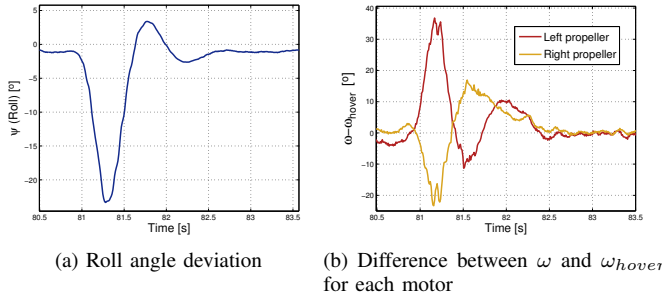 5
0
−5
−10
−15
−20
ψ (Roll) [º]
80.5 81 81.5 82 82.5 83 83.5
Time [s]
(a) Roll angle deviation
40
30
20
10
0
−10
−20
ω−ω_hover [º]
Left propeller
Right propeller
80.5 81 81.5 82 82.5 83 83.5
Time [s]
(b) Difference between ω and ω_hover
for each motor